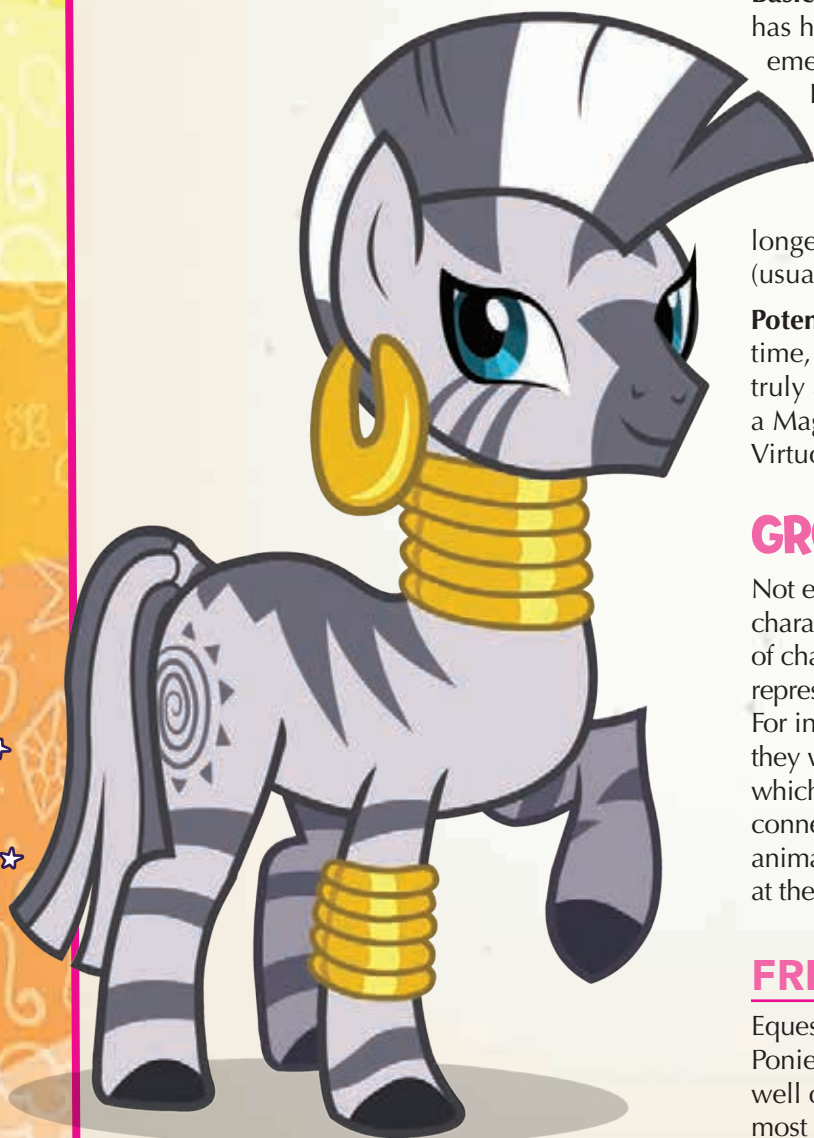 has h
eme
longe
(usua
Poten
time,
truly
a Mag
Virtuo
GRO
Not e
chara
of cha
repres
For in
they w
which
conne
anima
at the
FRI
Eques
Ponie
well o
most